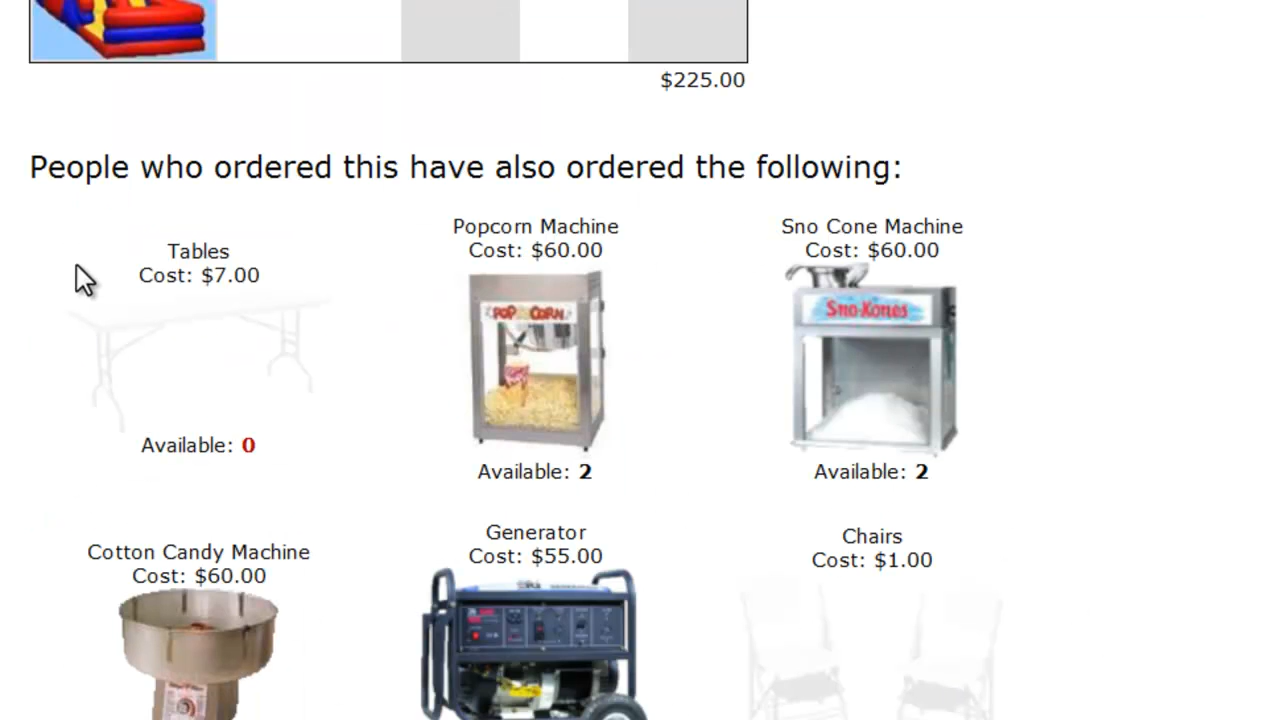 $225.00
People who ordered this have also ordered the following:
Tables
Cost: $7.00
Available: 0
Popcorn Machine
Cost: $60.00
POP CORN
Available: 2
Sno Cone Machine
Cost: $60.00
Sno-Kones
Available: 2
Cotton Candy Machine
Cost: $60.00
Generator
Cost: $55.00
Chairs
Cost: $1.00